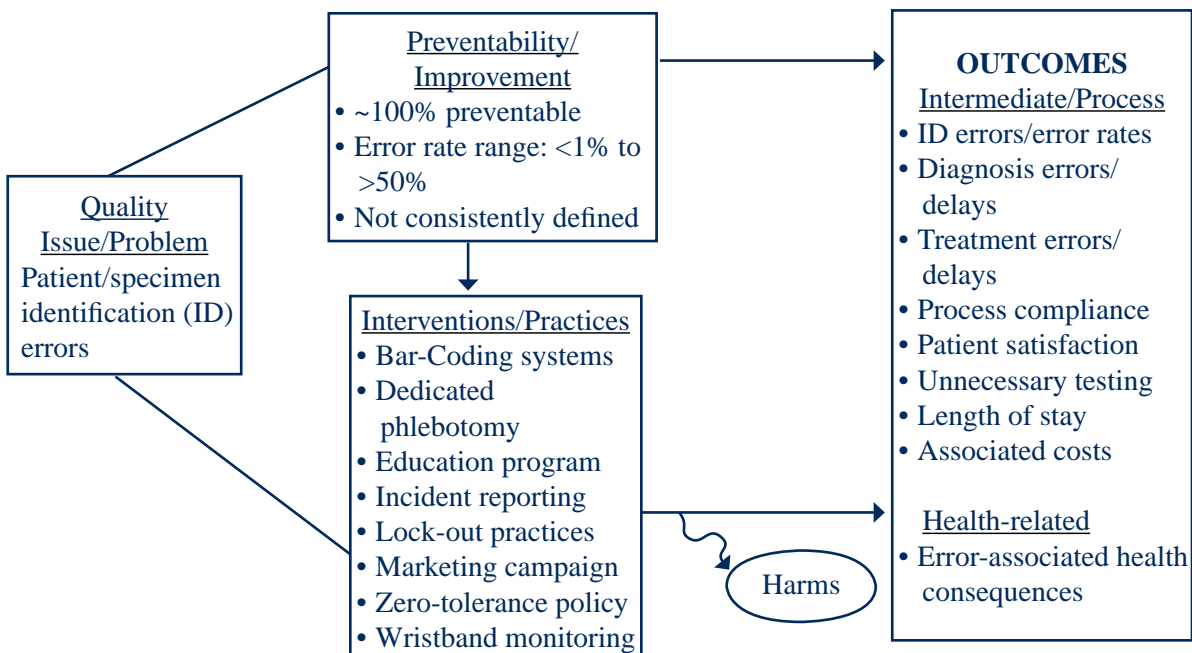 Quality
Issue/Problem
Patient/specimen
identification (ID)
errors
Preventability/
Improvement
• ~100% preventable
• Error rate range: <1% to
>50%
• Not consistently defined
Interventions/Practices
• Bar-Coding systems
• Dedicated
phlebotomy
• Education program
• Incident reporting
• Lock-out practices
• Marketing campaign
• Zero-tolerance policy
• Wristband monitoring
Harms
OUTCOMES
Intermediate/Process
• ID errors/error rates
• Diagnosis errors/
delays
• Treatment errors/
delays
• Process compliance
• Patient satisfaction
• Unnecessary testing
• Length of stay
• Associated costs
Health-related
• Error-associated health
consequences